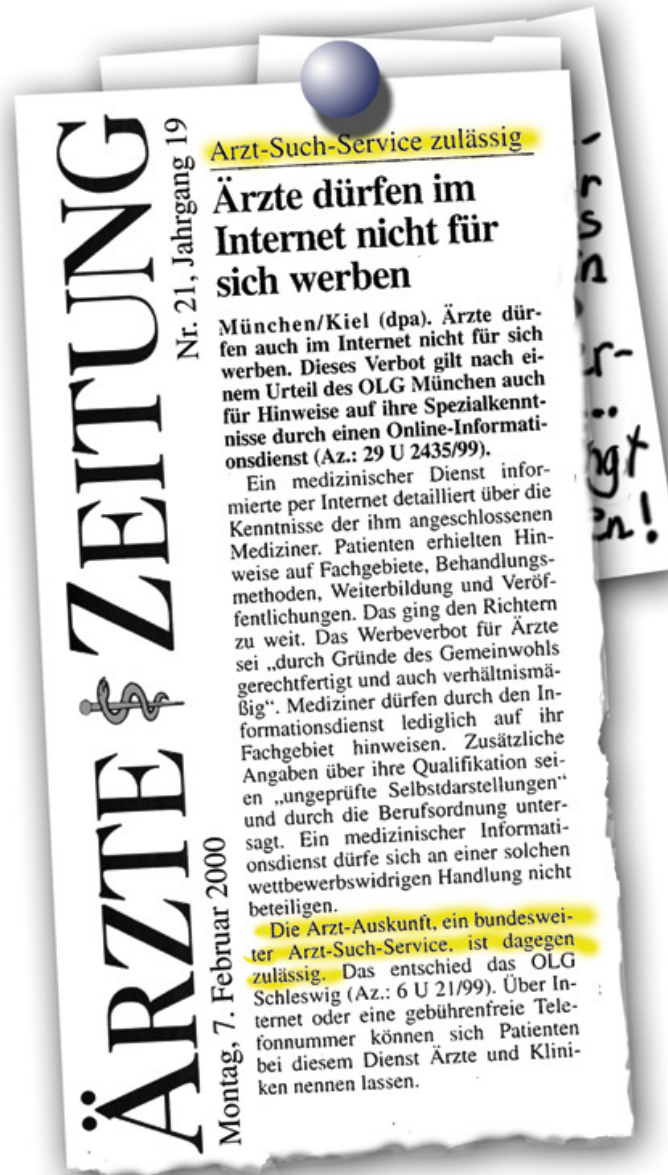 ÄRZTE ZEITUNG
Montag, 7. Februar 2000
Nr. 21, Jahrgang 19
Arzt-Such-Service zulässig
Ärzte dürfen im
Internet nicht für
sich werben
München/Kiel (dpa). Ärzte dür-
fen auch im Internet nicht für sich
werben. Dieses Verbot gilt nach ei-
nem Urteil des OLG München auch
für Hinweise auf ihre Spezialkennt-
nisse durch einen Online-Informati-
onsdienst (Az.: 29 U 2435/99).
Ein medizinischer Dienst infor-
mierte per Internet detailliert über die
Kenntnisse der ihm angeschlossenen
Mediziner. Patienten erhielten Hin-
weise auf Fachgebiete, Behandlungs-
methoden, Weiterbildung und Veröf-
fentlichungen. Das ging den Richtern
zu weit. Das Werbeverbot für Ärzte
sei „durch Gründe des Gemeinwohls
gerechtfertigt und auch verhältnismä-
ßig“. Mediziner dürfen durch den In-
formationsdienst lediglich auf ihr
Fachgebiet hinweisen. Zusätzliche
Angaben über ihre Qualifikation sei-
en „ungeprüfte Selbstdarstellungen“
und durch die Berufsordnung unter-
sagt. Ein medizinischer Informati-
onsdienst dürfe sich an einer solchen
wettbewerbswidrigen Handlung nicht
beteiligen.
Die Arzt-Auskunft, ein bundeswei-
ter Arzt-Such-Service, ist dagegen
zulässig. Das entschied das OLG
Schleswig (Az.: 6 U 21/99). Über In-
ternet oder eine gebührenfreie Tele-
fonnummer können sich Patienten
bei diesem Dienst Ärzte und Klini-
ken nennen lassen.